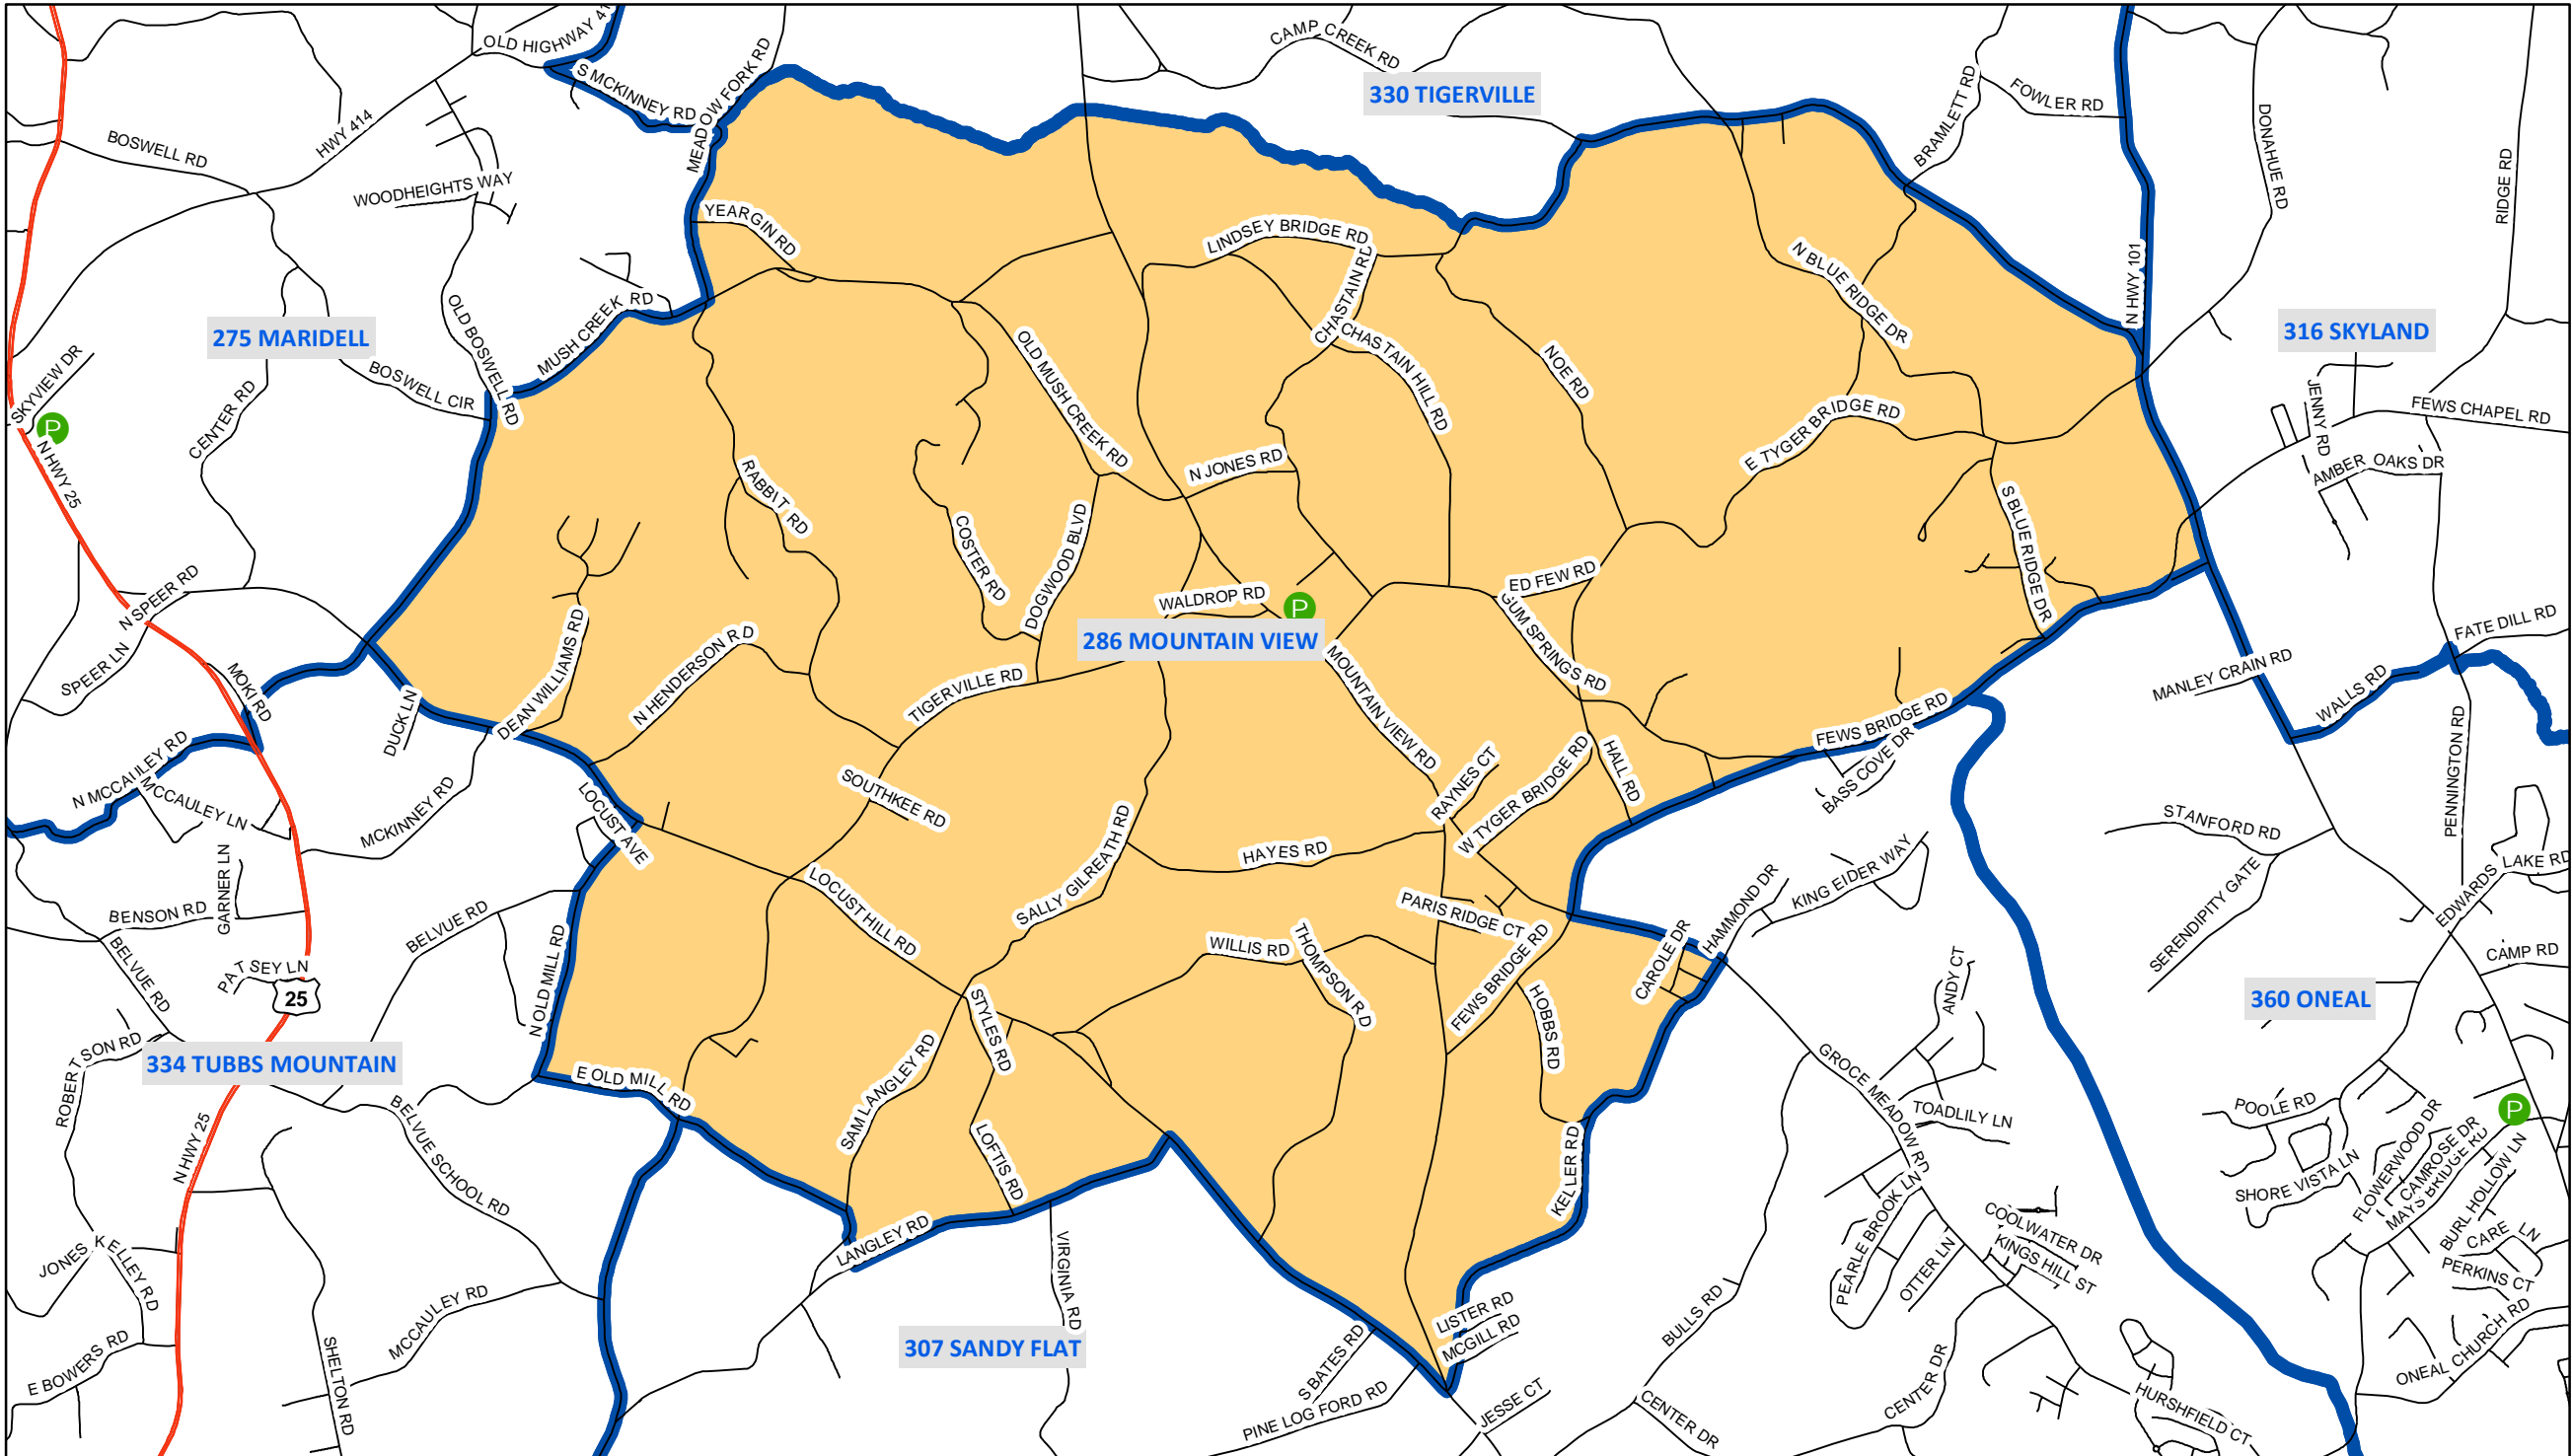 OLD HIGHWAY 41
S MCKINNEY RD
MEADOW FORK RD
CAMP CREEK RD
330 TIGERVILLE
BRAMLETT RD
FOWLER RD
DONAHUE RD
RIDGE RD
BOSWELL RD
HWY 414
WOODHEIGHTS WAY
YEARGIN RD
LINDSEY BRIDGE RD
N BLUE RIDGE DR
N HWY 101
275 MARIDELL
OLD BOSWELL RD
MUSH CREEK RD
CHASTAIN RD
CHASTAIN HILL RD
OLD MUSH CREEK RD
NOE RD
316 SKYLAND
SKYVIEW DR
P
N HWY 25
CENTER RD
BOSWELL CIR
JENNY RD
FEWS CHAPEL RD
AMBER OAKS DR
E TYGER BRIDGE RD
N JONES RD
RABBIT RD
COSTER RD
DOGWOOD BLVD
S BLUE RIDGE DR
N SPEER RD
SPEER LN
MOKI RD
DUCK LN
DEAN WILLIAMS RD
N HENDERSON RD
TIGERVILLE RD
WALDROP RD
P
286 MOUNTAIN VIEW
ED FEW RD
GUM SPRINGS RD
MOUNTAIN VIEW RD
FATE DILL RD
MANLEY CRAIN RD
WALLS RD
PENNINGTON RD
N MCCAULEY RD
MCCAULEY LN
MCKINNEY RD
LOCUST AVE
SOUTHKEE RD
SALLY GILREATH RD
HAYES RD
RAYNES CT
W TYGER BRIDGE RD
HALL RD
FEWS BRIDGE RD
BASS COVE DR
STANFORD RD
SERENDIPITY GATE
EDWARDS LAKE RD
GARNER LN
BENSON RD
BELVUE RD
PATSEY LN
25
BELVUE RD
N OLD MILL RD
LOCUST HILL RD
WILLIS RD
THOMPSON RD
PARIS RIDGE CT
FEWS BRIDGE RD
HOBBS RD
CAROLE DR
HAMMOND DR
KING EIDER WAY
ANDY CT
360 ONEAL
CAMP RD
ROBERTSON RD
334 TUBBS MOUNTAIN
N HWY 25
BELVUE SCHOOL RD
E OLD MILL RD
SAM LANGLEY RD
STYLES RD
LOFTIS RD
LANGLEY RD
VIRGINIA RD
KELLER RD
GROCE MEADOW RD
TOADLILY LN
POOLE RD
SHORE VISTA LN
FLOWERWOOD DR
CAMROSE DR
MAYS BRIDGE RD
P
BURL HOLLOW LN
CARE LN
PERKINS CT
ONEAL CHURCH RD
PEARLE BROOK LN
OTTER LN
COOLWATER DR
KINGS HILL ST
JONES KELLEY RD
E BOWERS RD
SHELTON RD
MCCAULEY RD
307 SANDY FLAT
LISTER RD
MCGILL RD
S BATES RD
PINE LOG FORD RD
JESSE CT
BULLS RD
CENTER DR
CENTER DR
HURSHFIELD CT